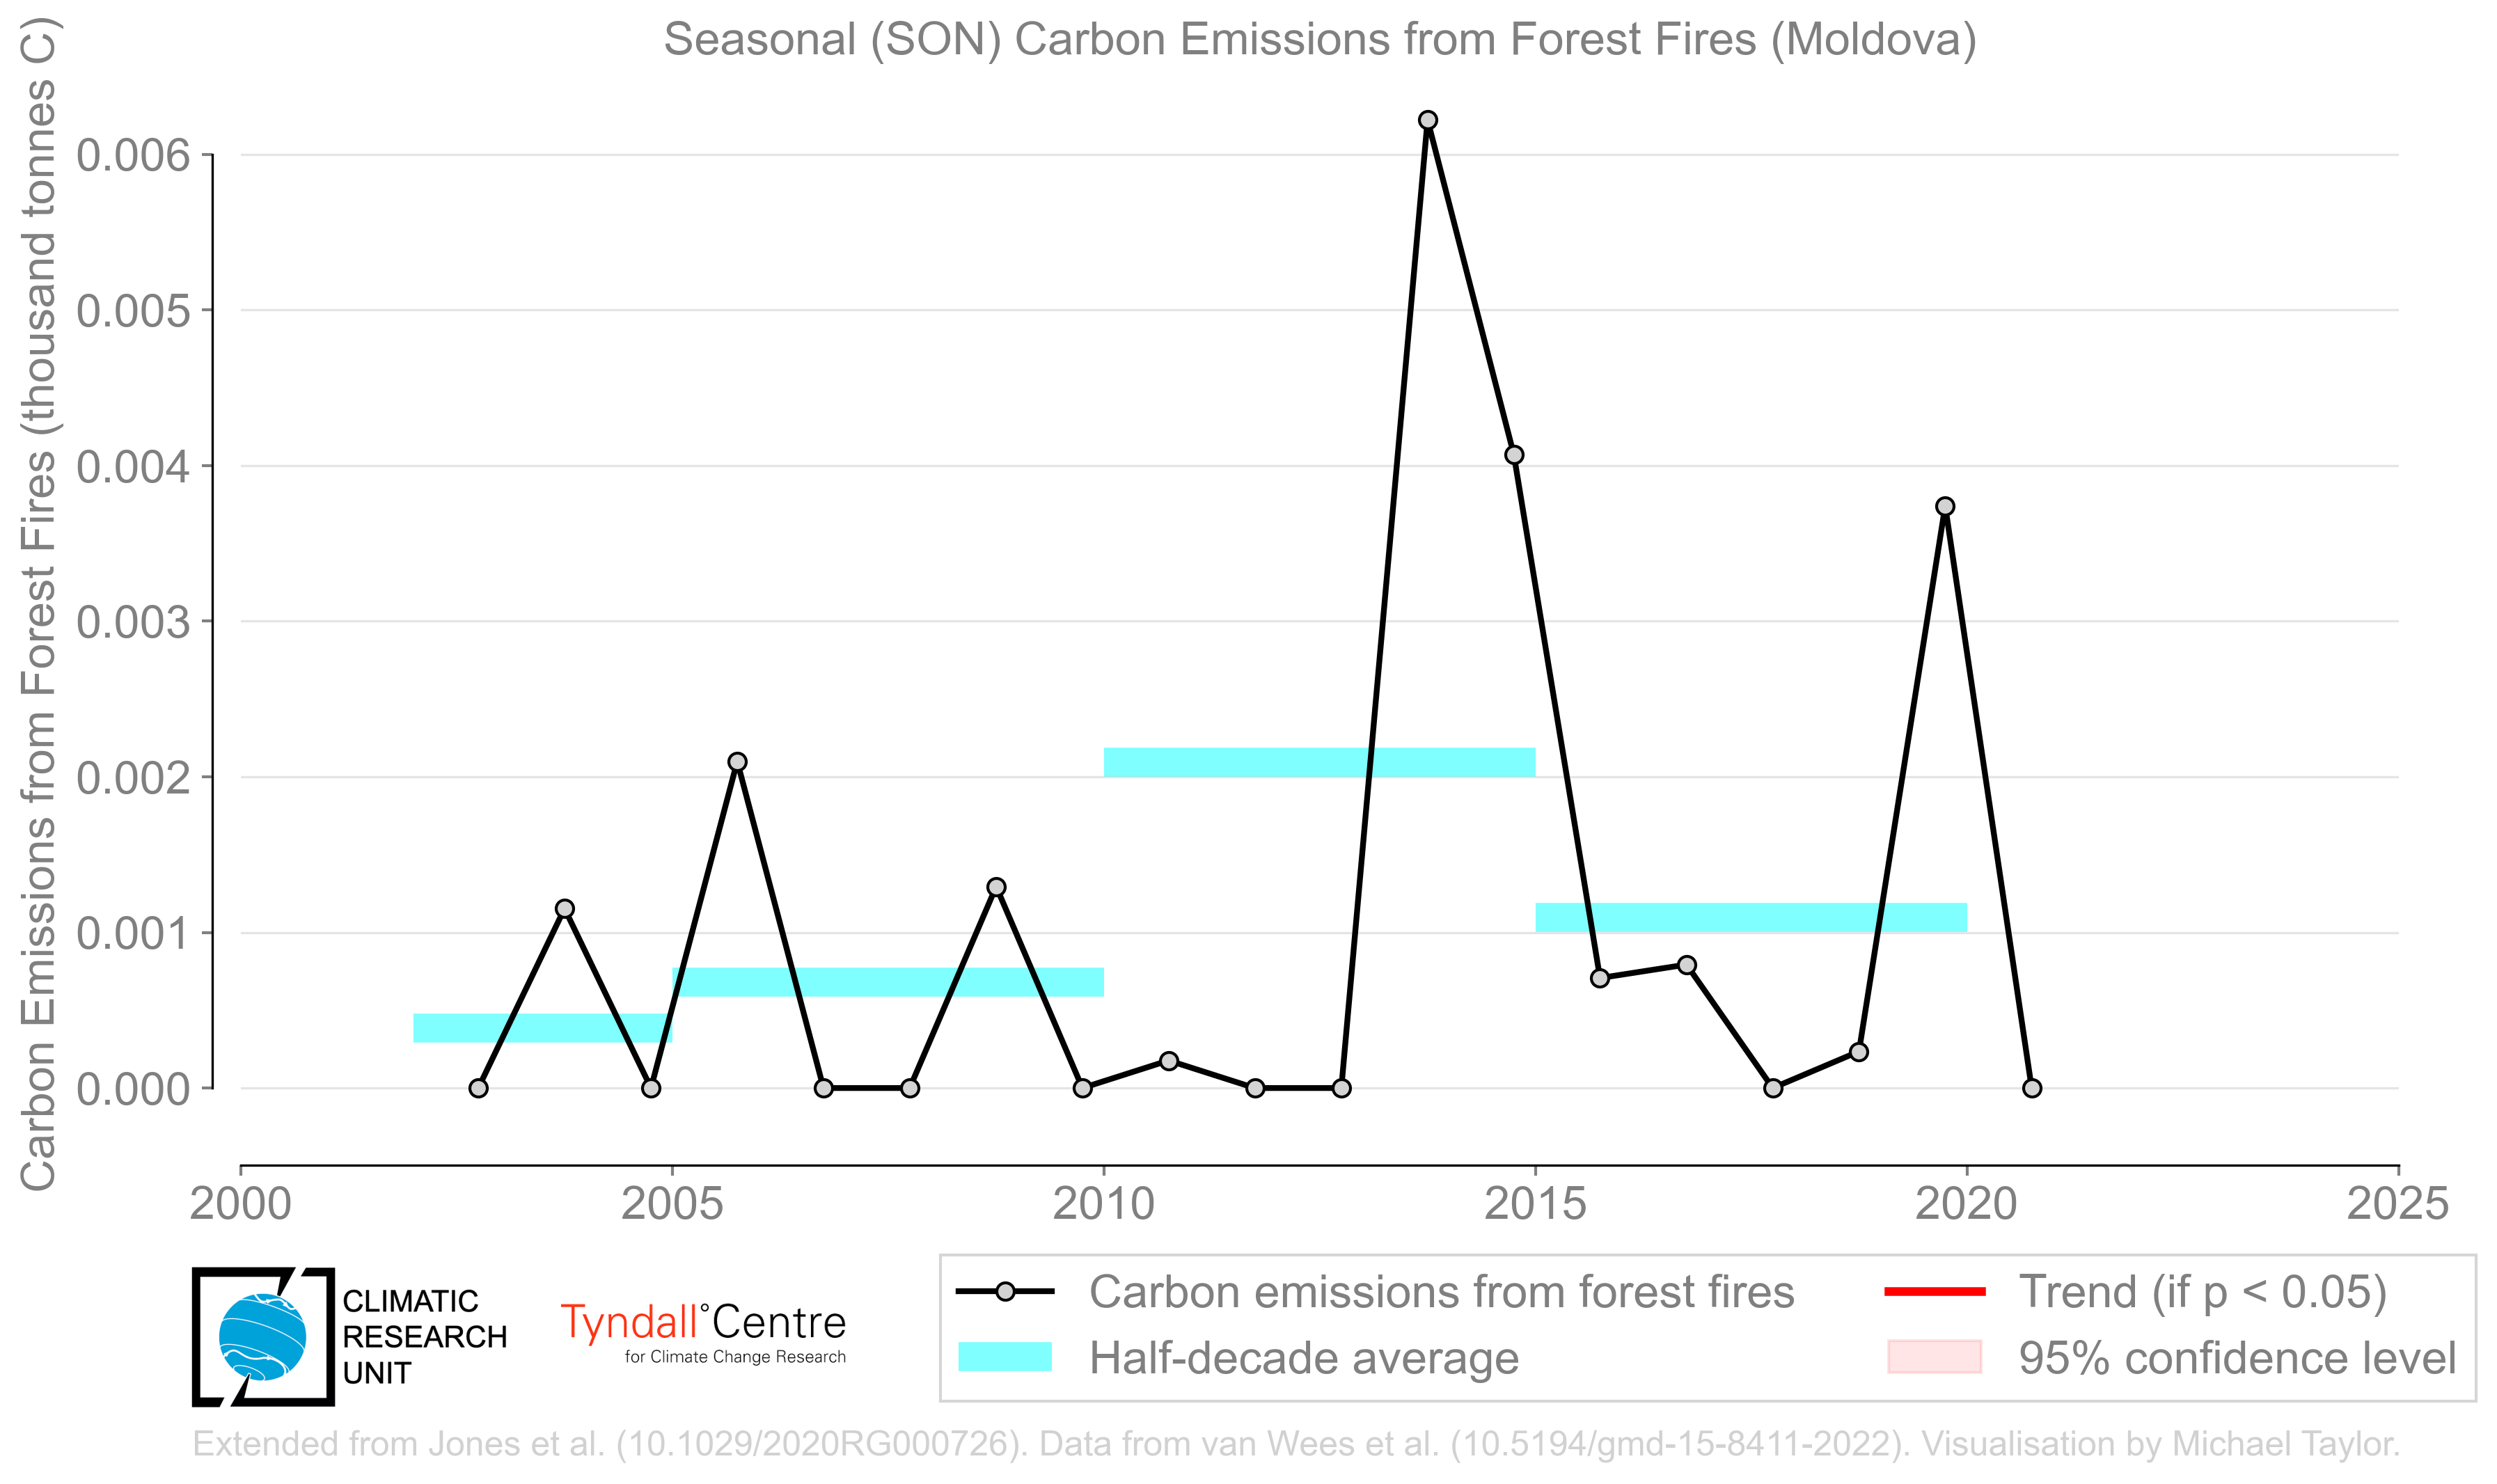 Seasonal (SON) Carbon Emissions from Forest Fires (Moldova)
Carbon Emissions from Forest Fires (thousand tonnes C)
0.006
0.005
0.004
0.003
0.002
0.001
0.000
2000 2005 2010 2015 2020 2025
CLIMATIC
RESEARCH
UNIT
Tyndall°Centre
for Climate Change Research
Carbon emissions from forest fires
Half-decade average
Trend (if p < 0.05)
95% confidence level
Extended from Jones et al. (10.1029/2020RG000726). Data from van Wees et al. (10.5194/gmd-15-8411-2022). Visualisation by Michael Taylor.